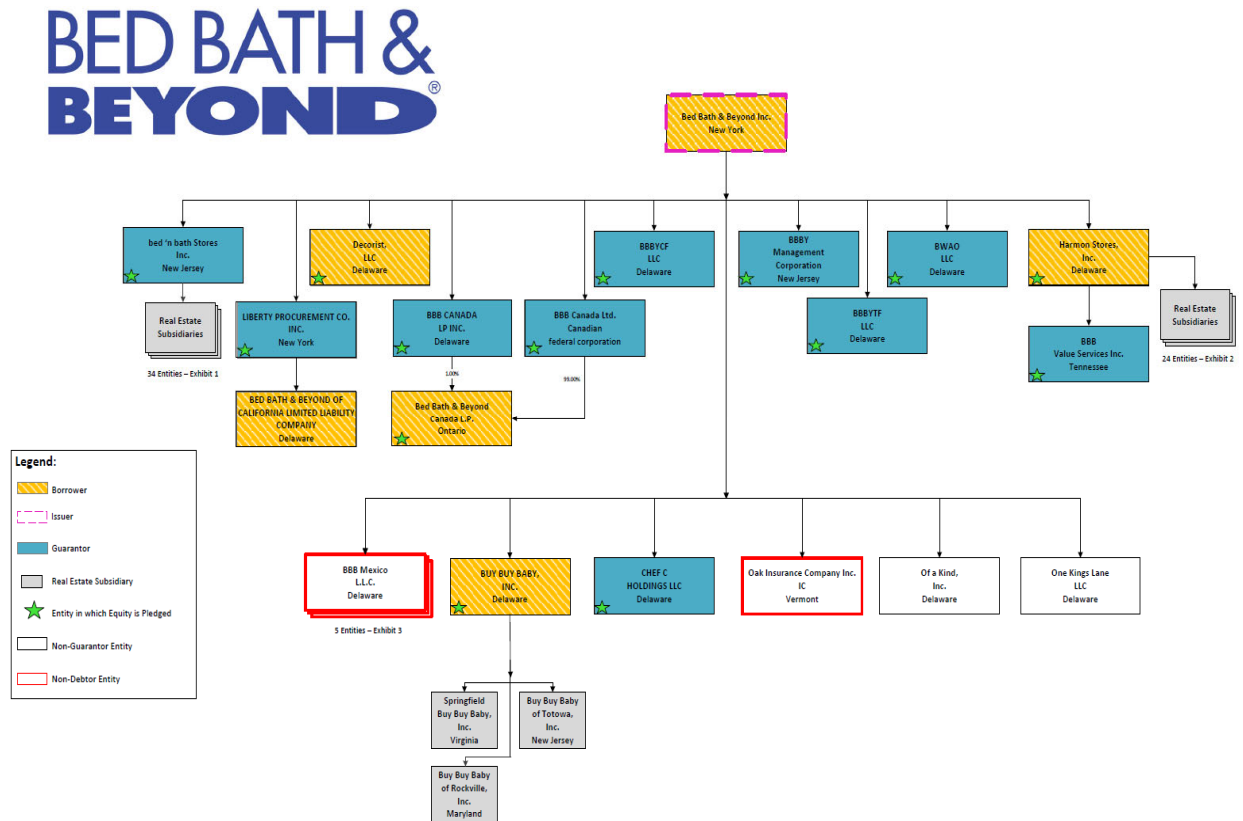 BED BATH &
BEYOND®
Bed Bath & Beyond Inc.
New York
bed 'n bath Stores
Inc.
New Jersey
Decorist,
LLC
Delaware
BBBYCF
LLC
Delaware
BBBY
Management
Corporation
New Jersey
BWAO
LLC
Delaware
Harmon Stores,
Inc.
Delaware
Real Estate
Subsidiaries
34 Entities – Exhibit 1
LIBERTY PROCUREMENT CO.
INC.
New York
BBB CANADA
LP INC.
Delaware
BBB Canada Ltd.
Canadian
federal corporation
BBBYTF
LLC
Delaware
BBB
Value Services Inc.
Tennessee
Real Estate
Subsidiaries
24 Entities – Exhibit 2
1.00%
99.00%
BED BATH & BEYOND OF
CALIFORNIA LIMITED LIABILITY
COMPANY
Delaware
Bed Bath & Beyond
Canada L.P.
Ontario
Legend:
Borrower
Issuer
Guarantor
Real Estate Subsidiary
Entity in which Equity is Pledged
Non-Guarantor Entity
Non-Debtor Entity
BBB Mexico
L.L.C.
Delaware
5 Entities – Exhibit 3
BUY BUY BABY,
INC.
Delaware
CHEF C
HOLDINGS LLC
Delaware
Oak Insurance Company Inc.
IC
Vermont
Of a Kind,
Inc.
Delaware
One Kings Lane
LLC
Delaware
Springfield
Buy Buy Baby,
Inc.
Virginia
Buy Buy Baby
of Totowa,
Inc.
New Jersey
Buy Buy Baby
of Rockville,
Inc.
Maryland